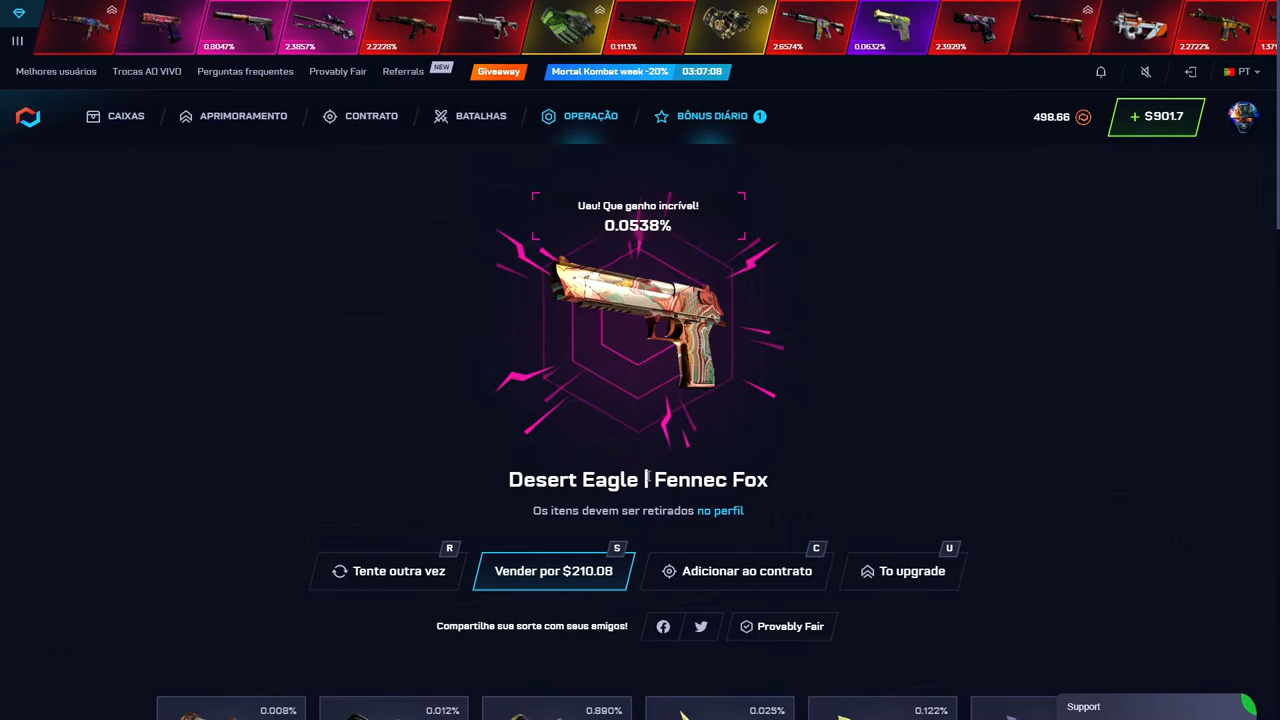 0.8047%
2.3857%
2.2228%
0.1113%
2.6574%
0.0632%
2.3929%
2.2722%
Melhores usuários
Trocas AO VIVO
Perguntas frequentes
Provably Fair
Referrals
NEW
Giveaway
Mortal Kombat week -20%
03:07:08
PT
CAIXAS
APRIMORAMENTO
CONTRATO
BATALHAS
OPERAÇÃO
BÔNUS DIÁRIO
1
498.66
+ $901.7
Uau! Que ganho incrível!
0.0538%
Desert Eagle | Fennec Fox
Os itens devem ser retirados no perfil
R
S
C
U
Tente outra vez
Vender por $210.08
Adicionar ao contrato
To upgrade
Compartilhe sua sorte com seus amigos!
Provably Fair
0.008%
0.012%
0.890%
0.025%
0.122%
Support